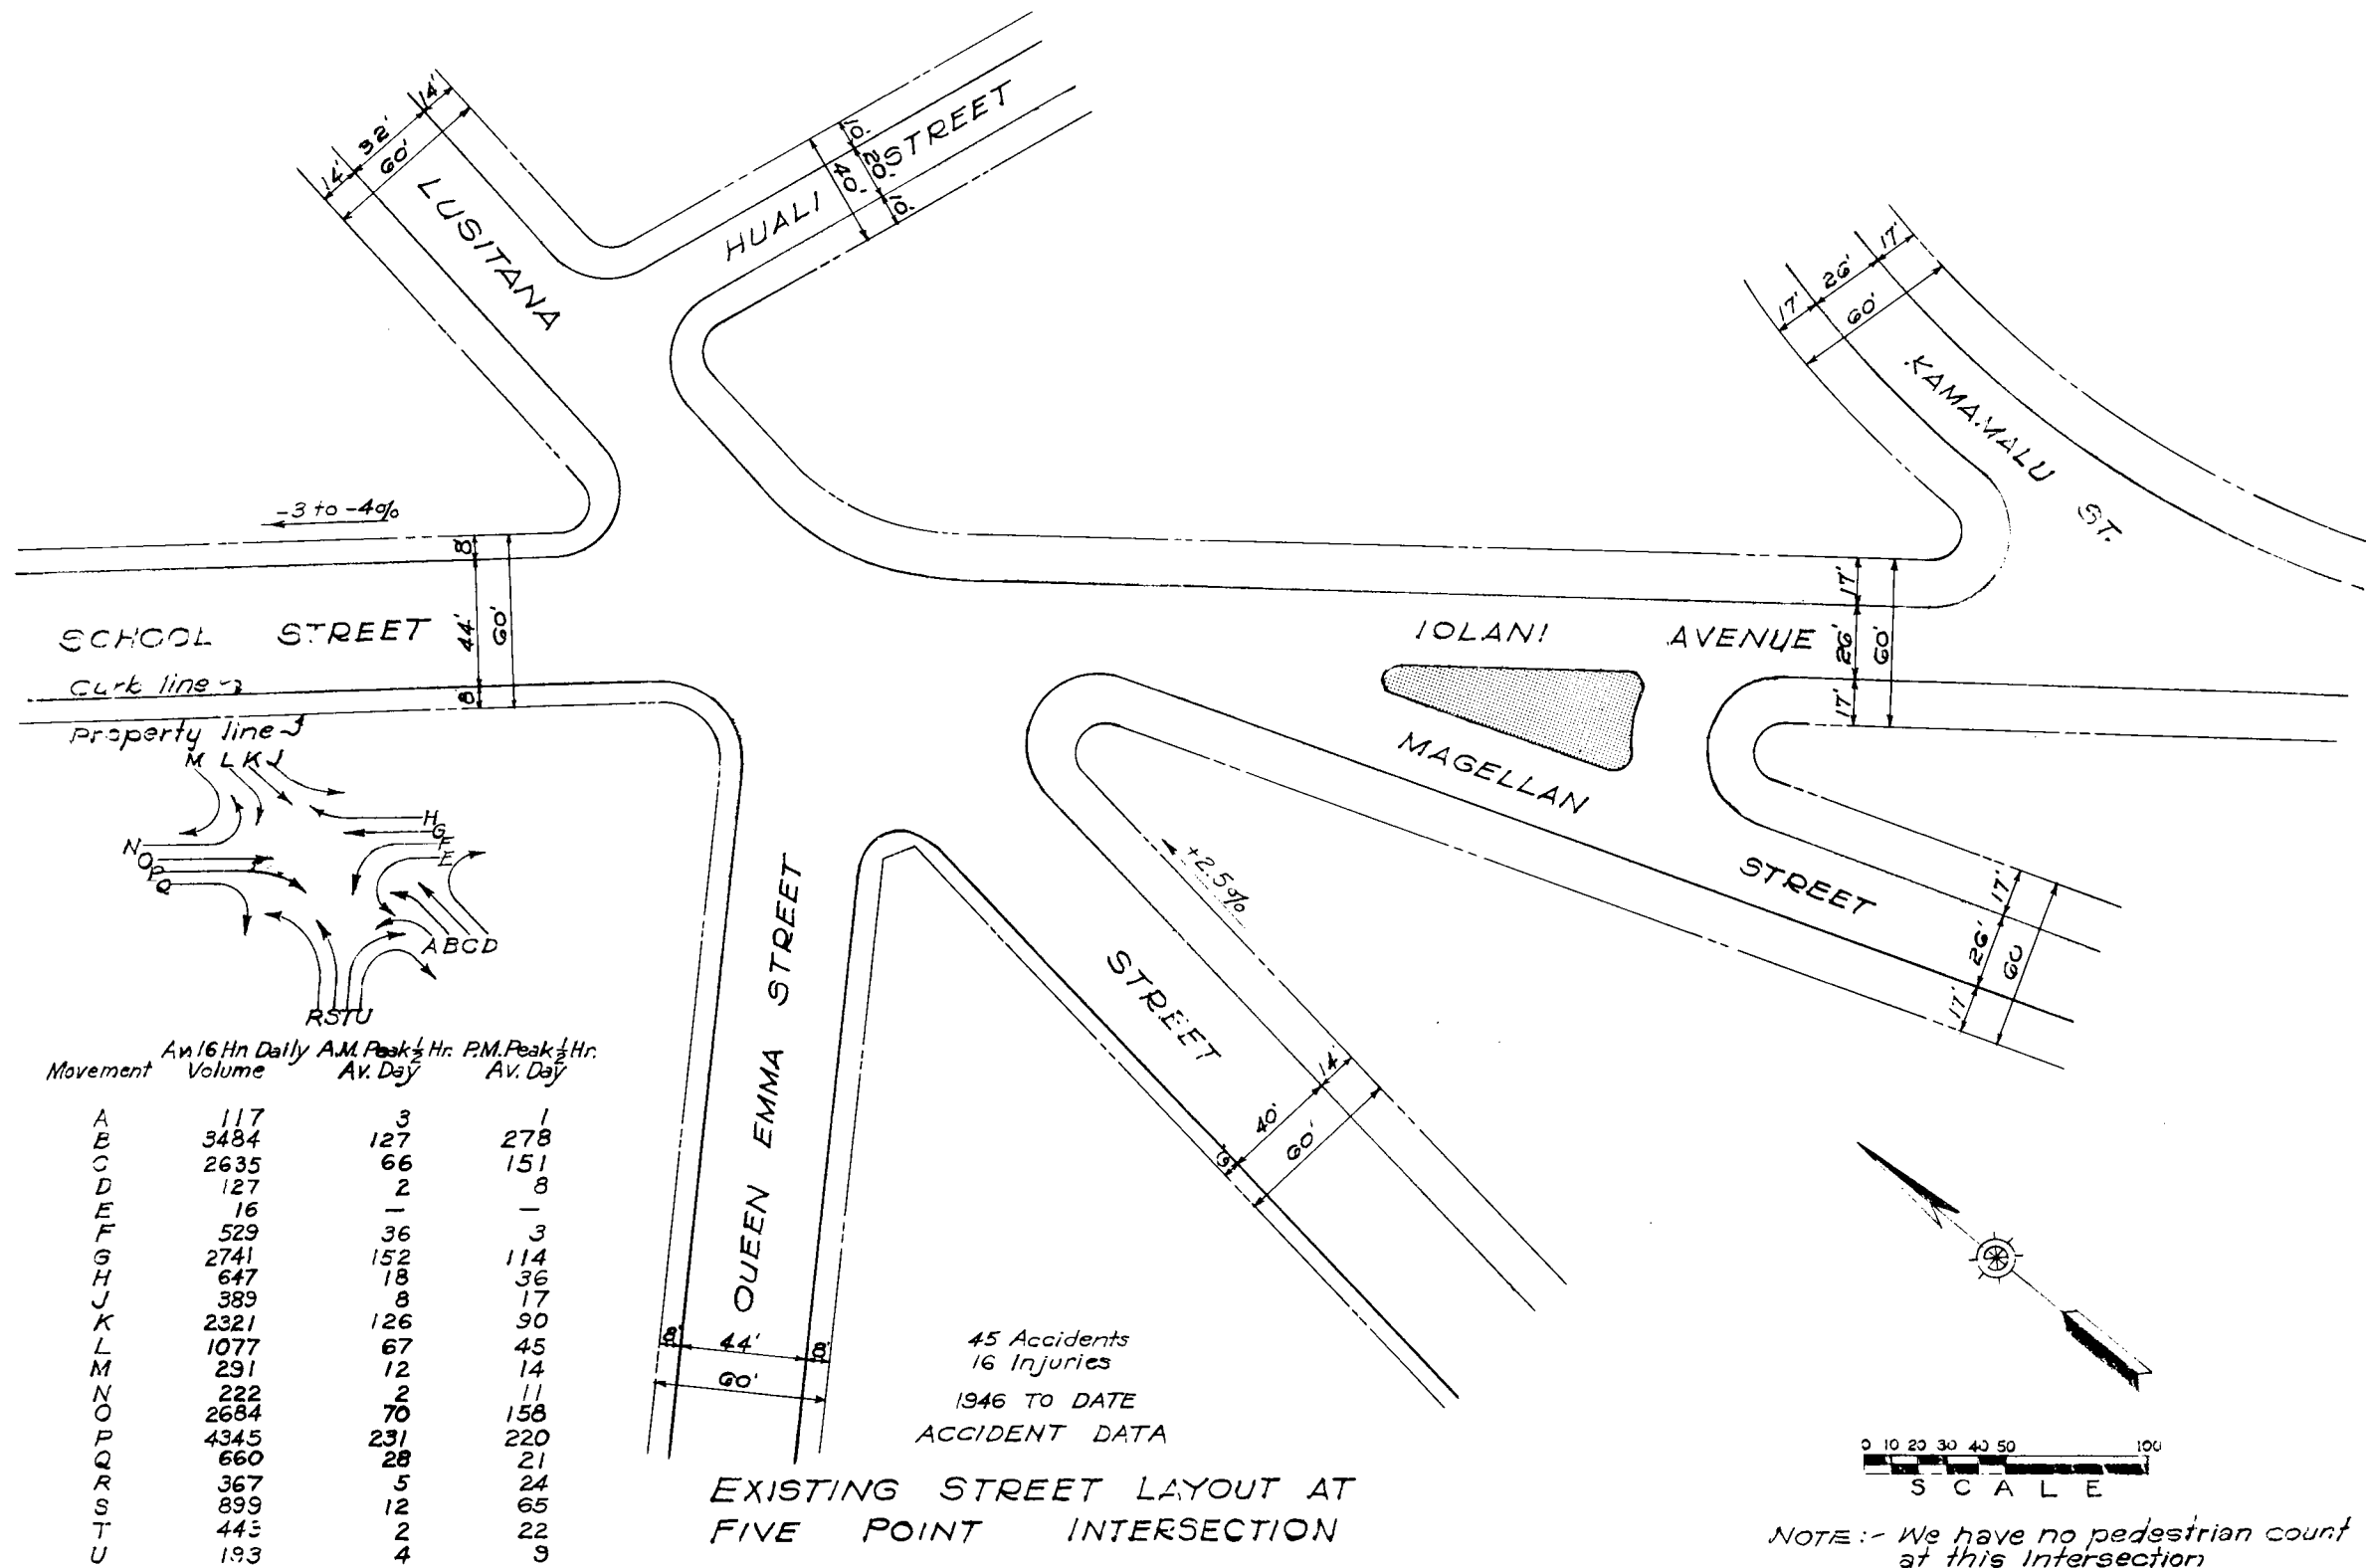 14'
32'
14'
60'
LUSITANA
10'
20'
10'
40'
HUALI STREET
17'
26'
17'
60'
KAMAMALU ST.
-3 to -4%
8'
44'
60'
8
SCHOOL STREET
Curb line
Property line
IOLANI AVENUE
17'
26'
60'
17'
MAGELLAN STREET
17'
26'
60
17'
M L K J
H
G
F
E
N
O
P
Q
A B C D
R S T U
+2.5%
STREET
14'
40'
60'
6'
QUEEN EMMA STREET
8'
44'
8'
60'
Movement Av. 16 Hr. Daily Volume A.M. Peak ½ Hr. Av. Day P.M. Peak ½ Hr. Av. Day
A 117 3 1
B 3484 127 278
C 2635 66 151
D 127 2 8
E 16 — —
F 529 36 3
G 2741 152 114
H 647 18 36
J 389 8 17
K 2321 126 90
L 1077 67 45
M 291 12 14
N 222 2 11
O 2684 70 158
P 4345 231 220
Q 660 28 21
R 367 5 24
S 899 12 65
T 443 2 22
U 193 4 9
45 Accidents
16 Injuries
1946 TO DATE
ACCIDENT DATA
EXISTING STREET LAYOUT AT
FIVE POINT INTERSECTION
0 10 20 30 40 50 100
SCALE
NOTE:- We have no pedestrian count
at this Intersection